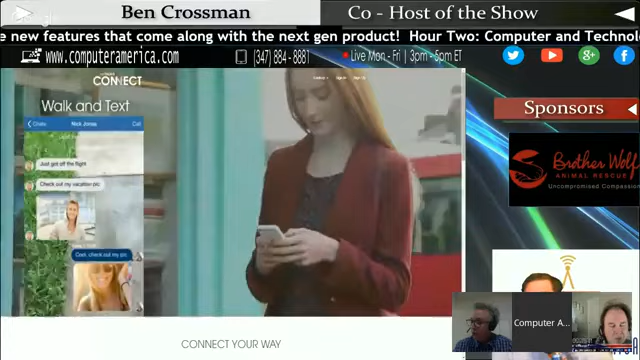 Ben Crossman
Co - Host of the Show
e new features that come along with the next gen product! Hour Two: Computer and Technolo
www.computeramerica.com
(347) 884 - 8881
Live Mon - Fri | 3pm - 5pm ET
CONNECT
Walk and Text
Chats
Nick Jonas
Call
Just got off the flight
Check out my vacation pic
Cool, check out my pic
Sponsors
Brother Wolf
ANIMAL RESCUE
Uncompromised Compassion
Computer A...
CONNECT YOUR WAY